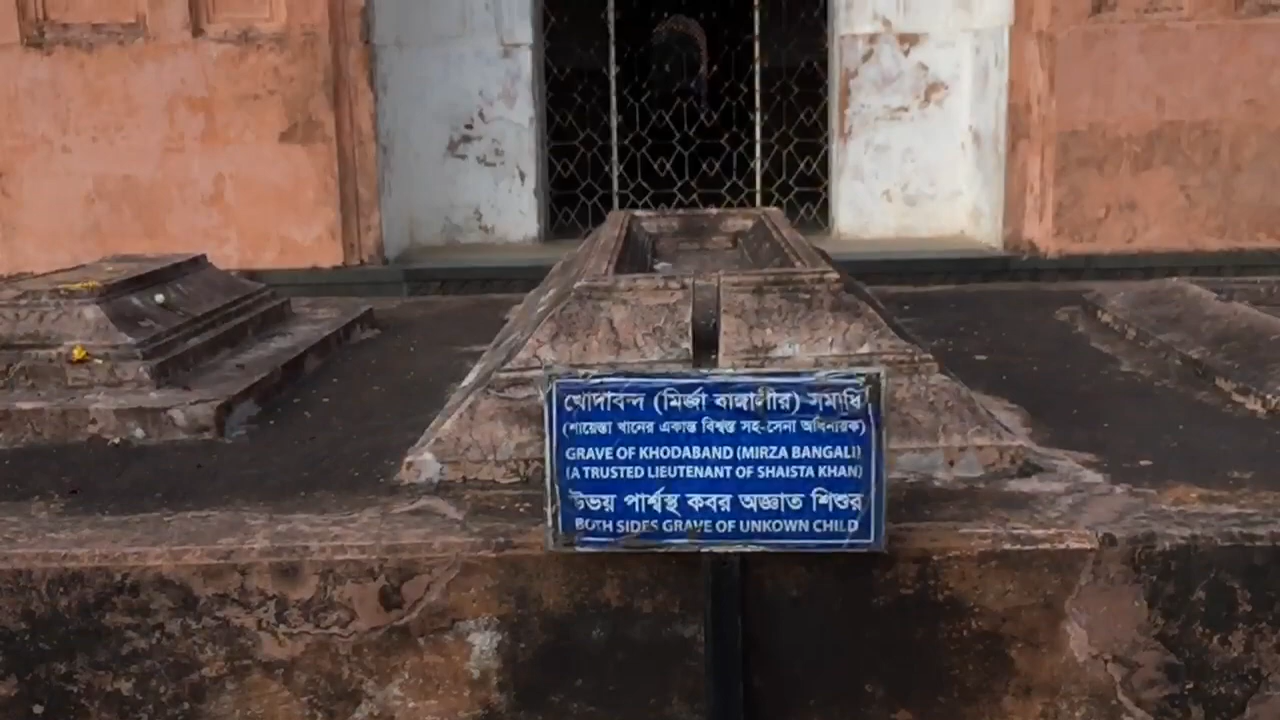 খোদাবন্দ (মির্জা বাঙ্গালীর) সমাধি
(শায়েস্তা খানের একান্ত বিশ্বস্ত সহ-সেনা অধিনায়ক)
GRAVE OF KHODABAND (MIRZA BANGALI)
(A TRUSTED LIEUTENANT OF SHAISTA KHAN)
উভয় পার্শ্বস্থ কবর অজ্ঞাত শিশুর
BOTH SIDES GRAVE OF UNKOWN CHILD